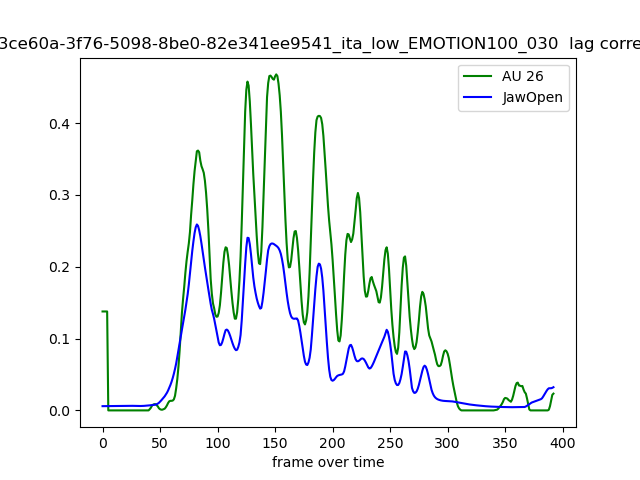 3ce60a-3f76-5098-8be0-82e341ee9541_ita_low_EMOTION100_030 lag corre
AU 26
JawOpen
0.4
0.3
0.2
0.1
0.0
0 50 100 150 200 250 300 350 400
frame over time